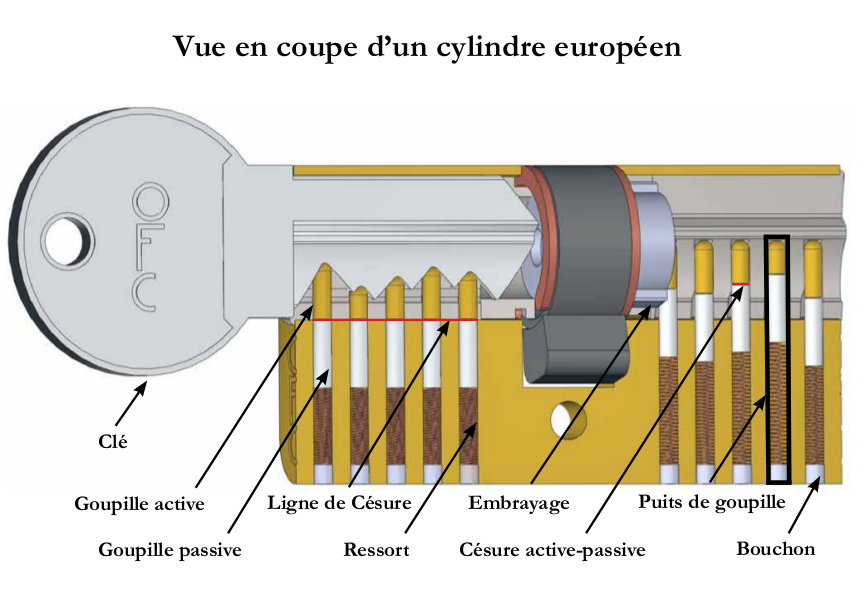 Vue en coupe d'un cylindre européen
OFC
Clé
Goupille active
Ligne de Césure
Embrayage
Puits de goupille
Goupille passive
Ressort
Césure active-passive
Bouchon